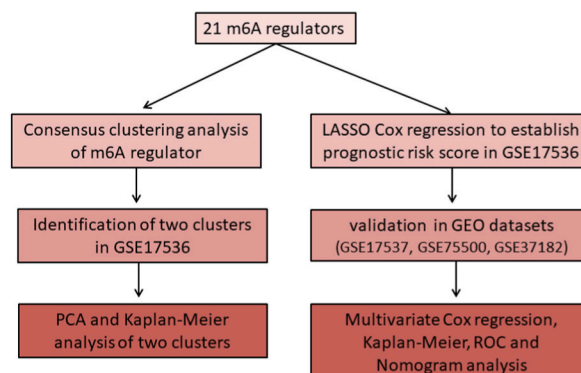 21 m6A regulators
Consensus clustering analysis
of m6A regulator
LASSO Cox regression to establish
prognostic risk score in GSE17536
Identification of two clusters
in GSE17536
validation in GEO datasets
(GSE17537, GSE75500, GSE37182)
PCA and Kaplan-Meier
analysis of two clusters
Multivariate Cox regression,
Kaplan-Meier, ROC and
Nomogram analysis